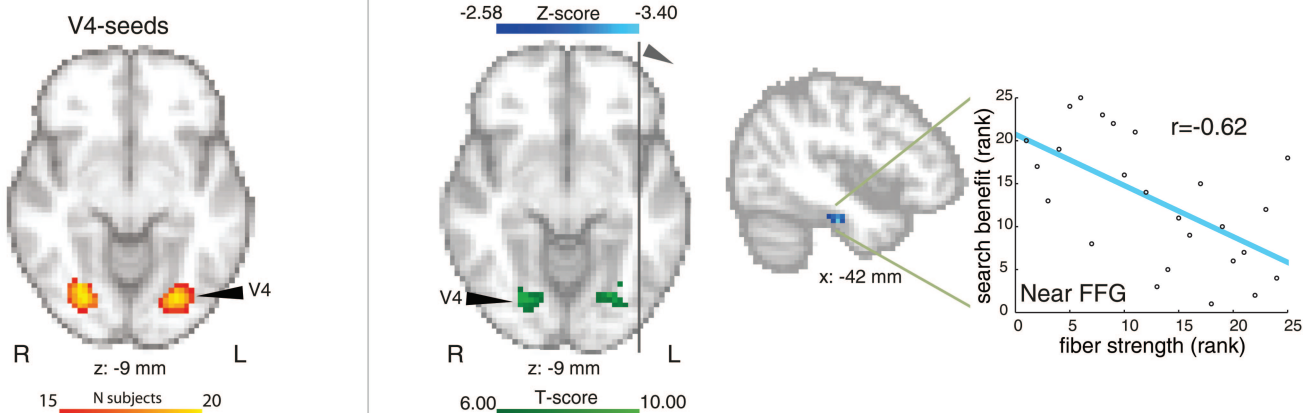 V4-seeds
V4
R
L
z: -9 mm
15 N subjects 20
-2.58 Z-score -3.40
V4
R
L
z: -9 mm
6.00 T-score 10.00
x: -42 mm
search benefit (rank)
25
20
15
10
5
0
r=-0.62
Near FFG
0 5 10 15 20 25
fiber strength (rank)